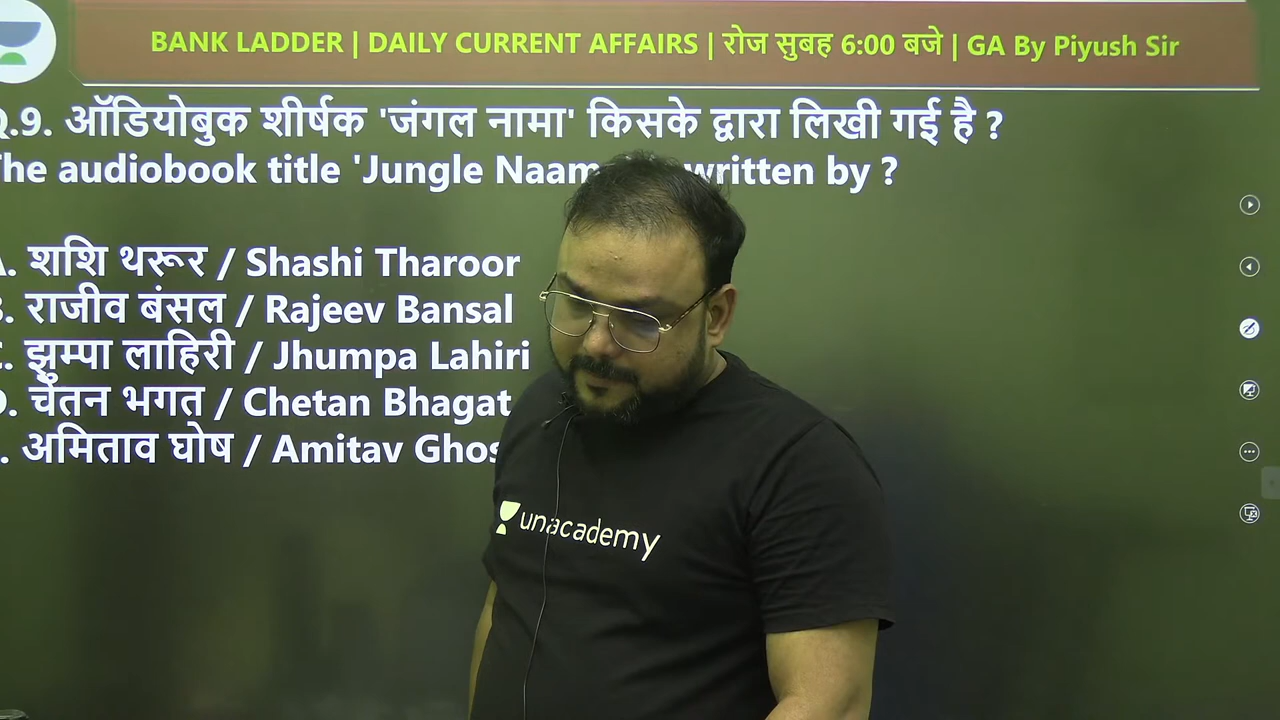 BANK LADDER | DAILY CURRENT AFFAIRS | रोज सुबह 6:00 बजे | GA By Piyush Sir
.9. ऑडियोबुक शीर्षक 'जंगल नामा' किसके द्वारा लिखी गई है ?
he audiobook title 'Jungle Naam written by ?
. शशि थरूर / Shashi Tharoor
. राजीव बंसल / Rajeev Bansal
. झुम्पा लाहिरी / Jhumpa Lahiri
. चेतन भगत / Chetan Bhagat
. अमिताव घोष / Amitav Ghos
unacademy